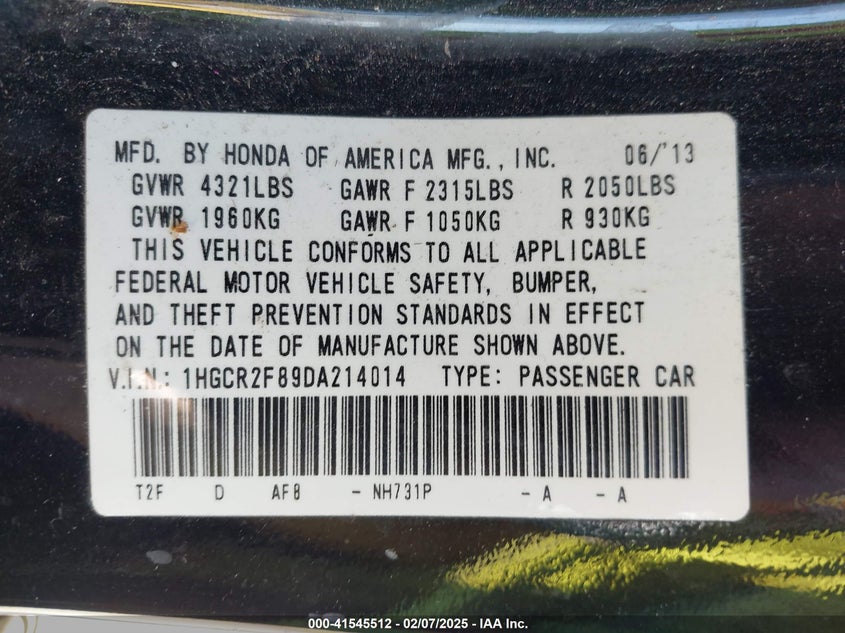 MFD. BY HONDA OF AMERICA MFG., INC. 06/'13
GVWR 4321LBS GAWR F 2315LBS R 2050LBS
GVWR 1960KG GAWR F 1050KG R 930KG
THIS VEHICLE CONFORMS TO ALL APPLICABLE
FEDERAL MOTOR VEHICLE SAFETY, BUMPER,
AND THEFT PREVENTION STANDARDS IN EFFECT
ON THE DATE OF MANUFACTURE SHOWN ABOVE.
V.I.N.: 1HGCR2F89DA214014 TYPE: PASSENGER CAR
T2F D AF8 - NH731P - A - A
000-41545512 / 02/07/2025 - IAA Inc.